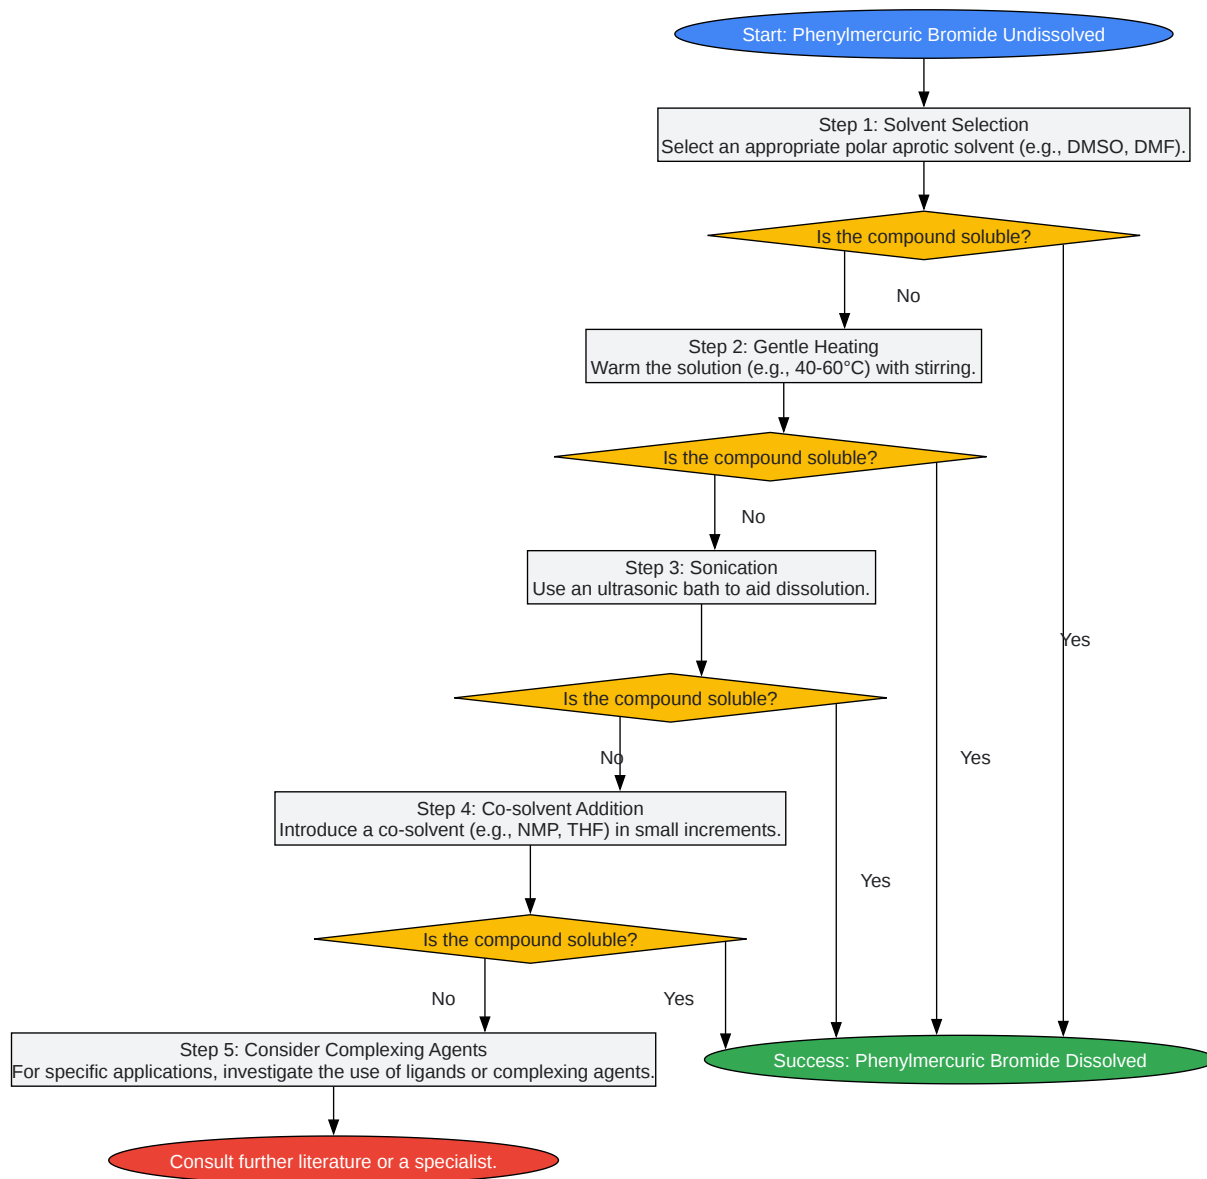 Start: Phenylmercuric Bromide Undissolved
Step 1: Solvent Selection
Select an appropriate polar aprotic solvent (e.g., DMSO, DMF).
Is the compound soluble?
No
Step 2: Gentle Heating
Warm the solution (e.g., 40-60°C) with stirring.
Is the compound soluble?
No
Step 3: Sonication
Use an ultrasonic bath to aid dissolution.
Yes
Is the compound soluble?
No
Yes
Step 4: Co-solvent Addition
Introduce a co-solvent (e.g., NMP, THF) in small increments.
Yes
Is the compound soluble?
No
Yes
Step 5: Consider Complexing Agents
For specific applications, investigate the use of ligands or complexing agents.
Success: Phenylmercuric Bromide Dissolved
Consult further literature or a specialist.